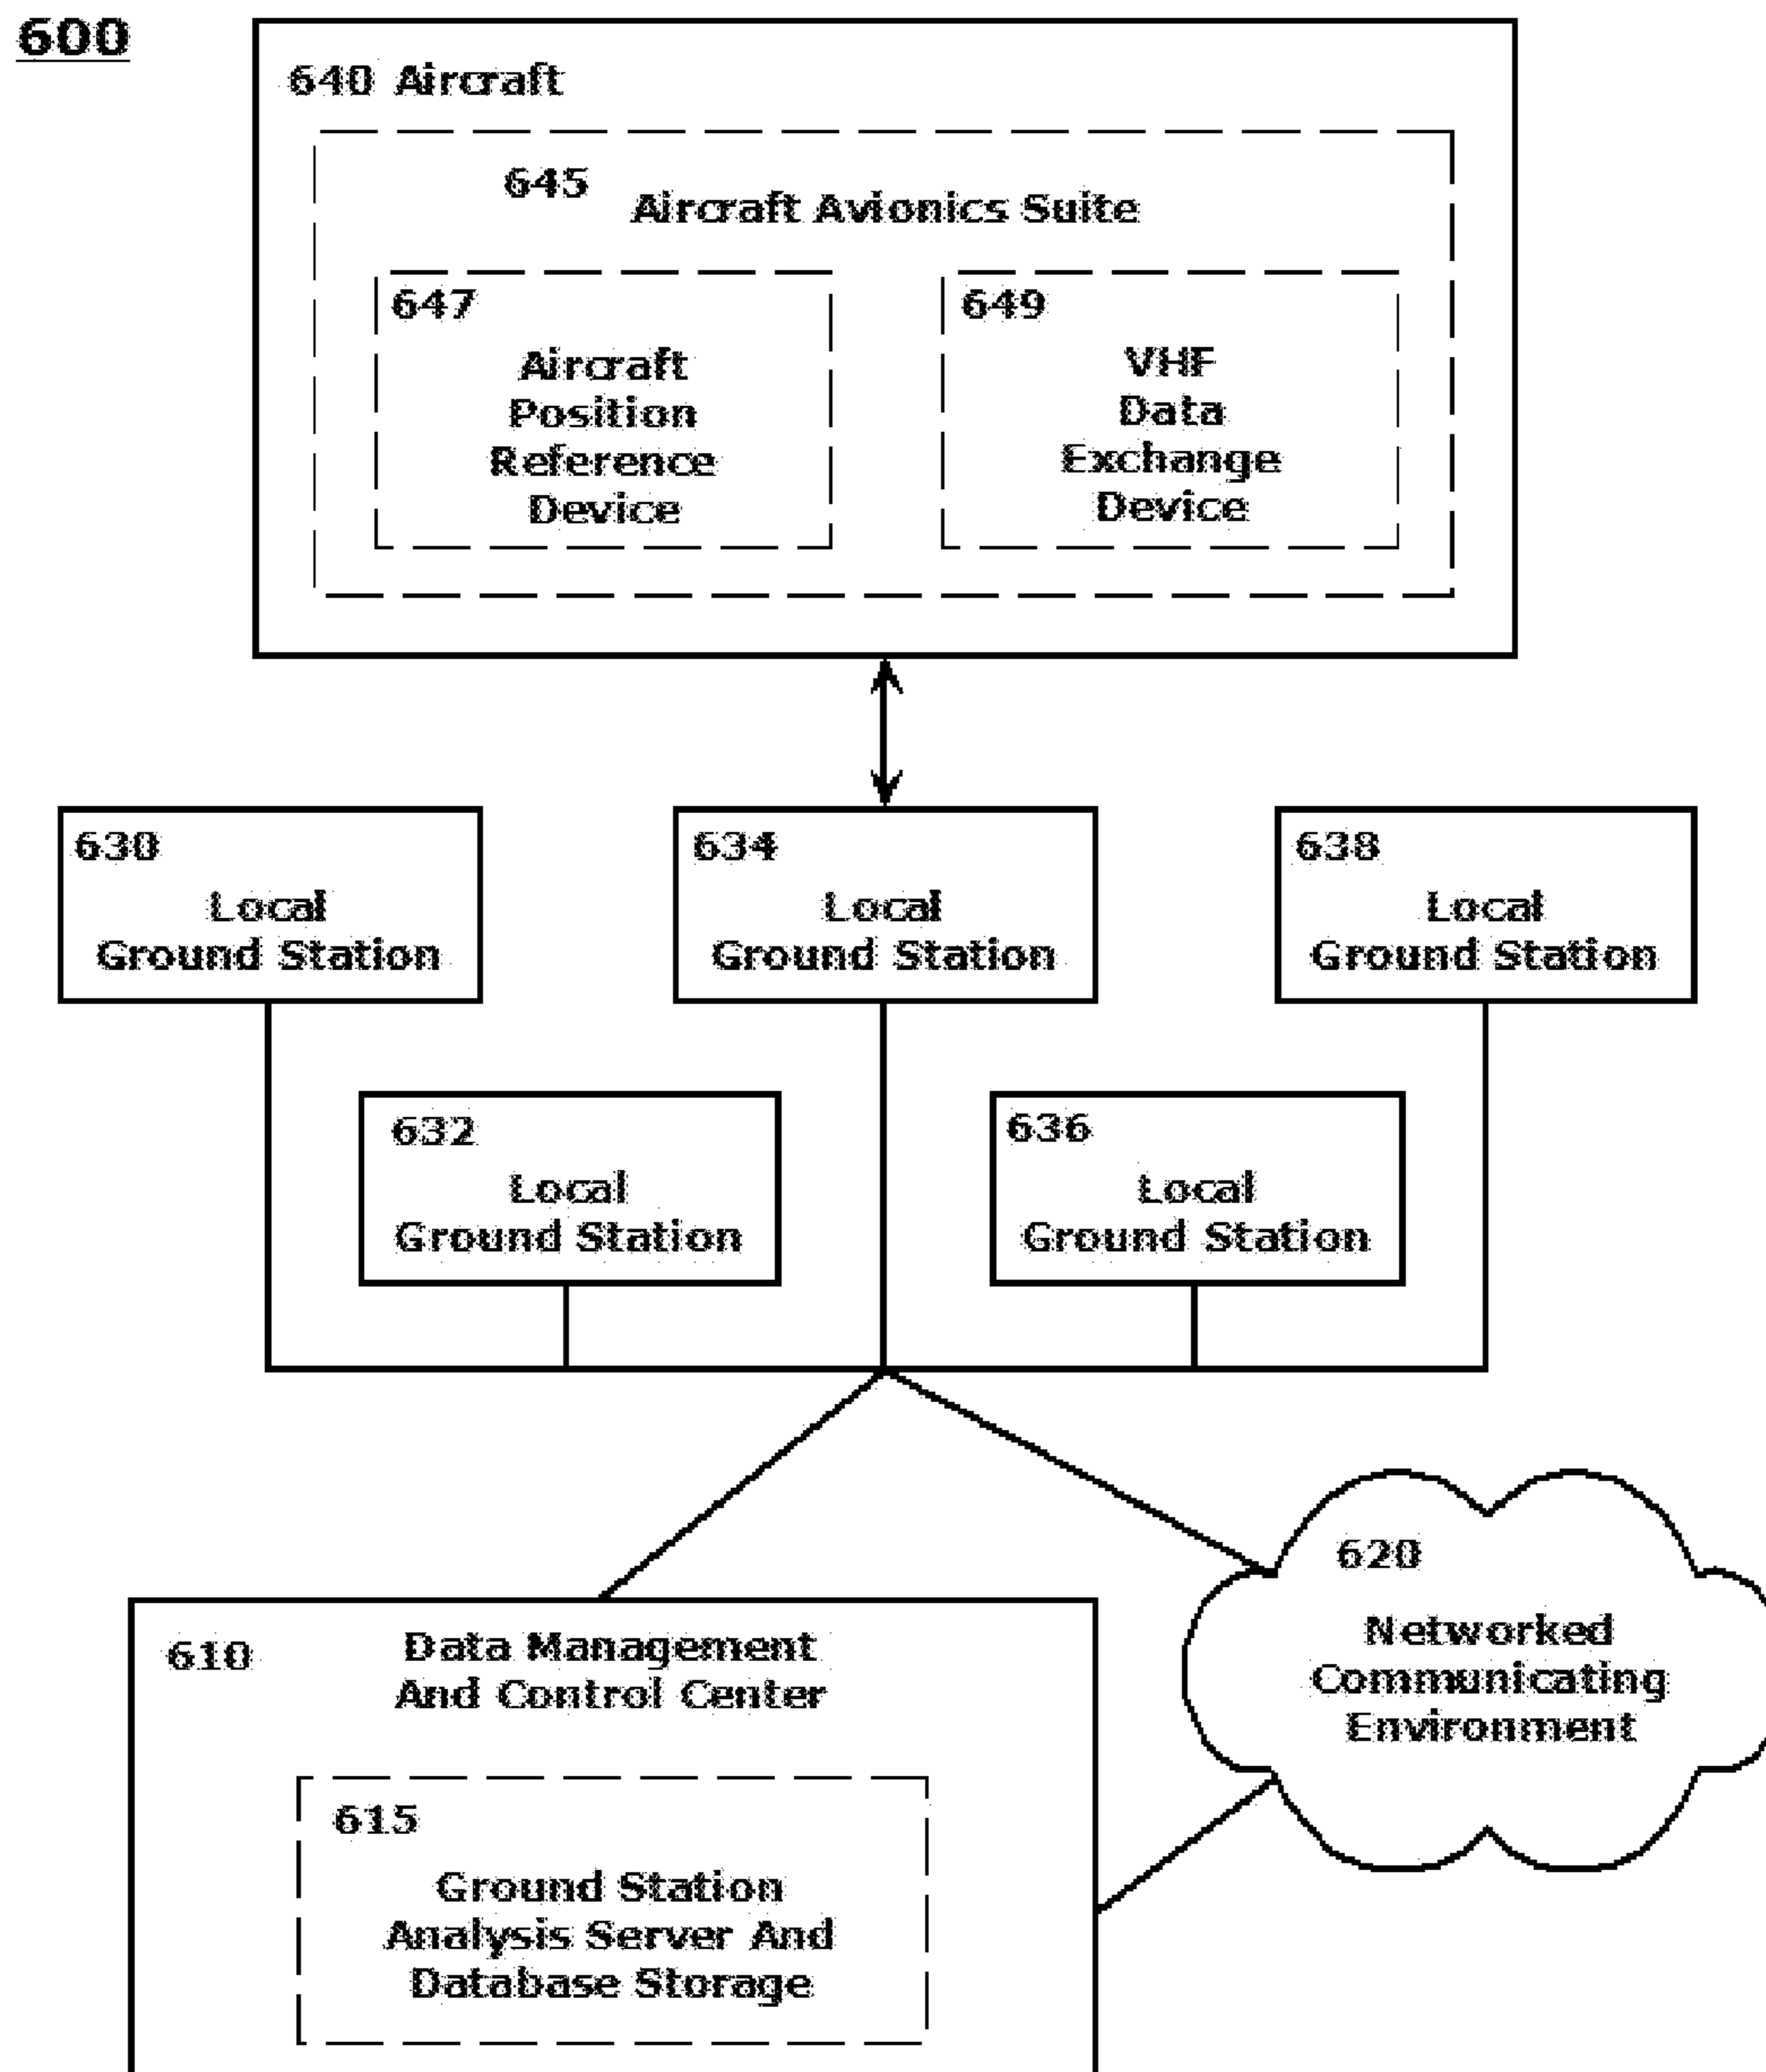 600
640 Aircraft
645
Aircraft Avionics Suite
647
Aircraft
Position
Reference
Device
649
VHF
Data
Exchange
Device
630
Local
Ground Station
634
Local
Ground Station
638
Local
Ground Station
632
Local
Ground Station
636
Local
Ground Station
620
Networked
Communicating
Environment
610
Data Management
And Control Center
615
Ground Station
Analysis Server And
Database Storage